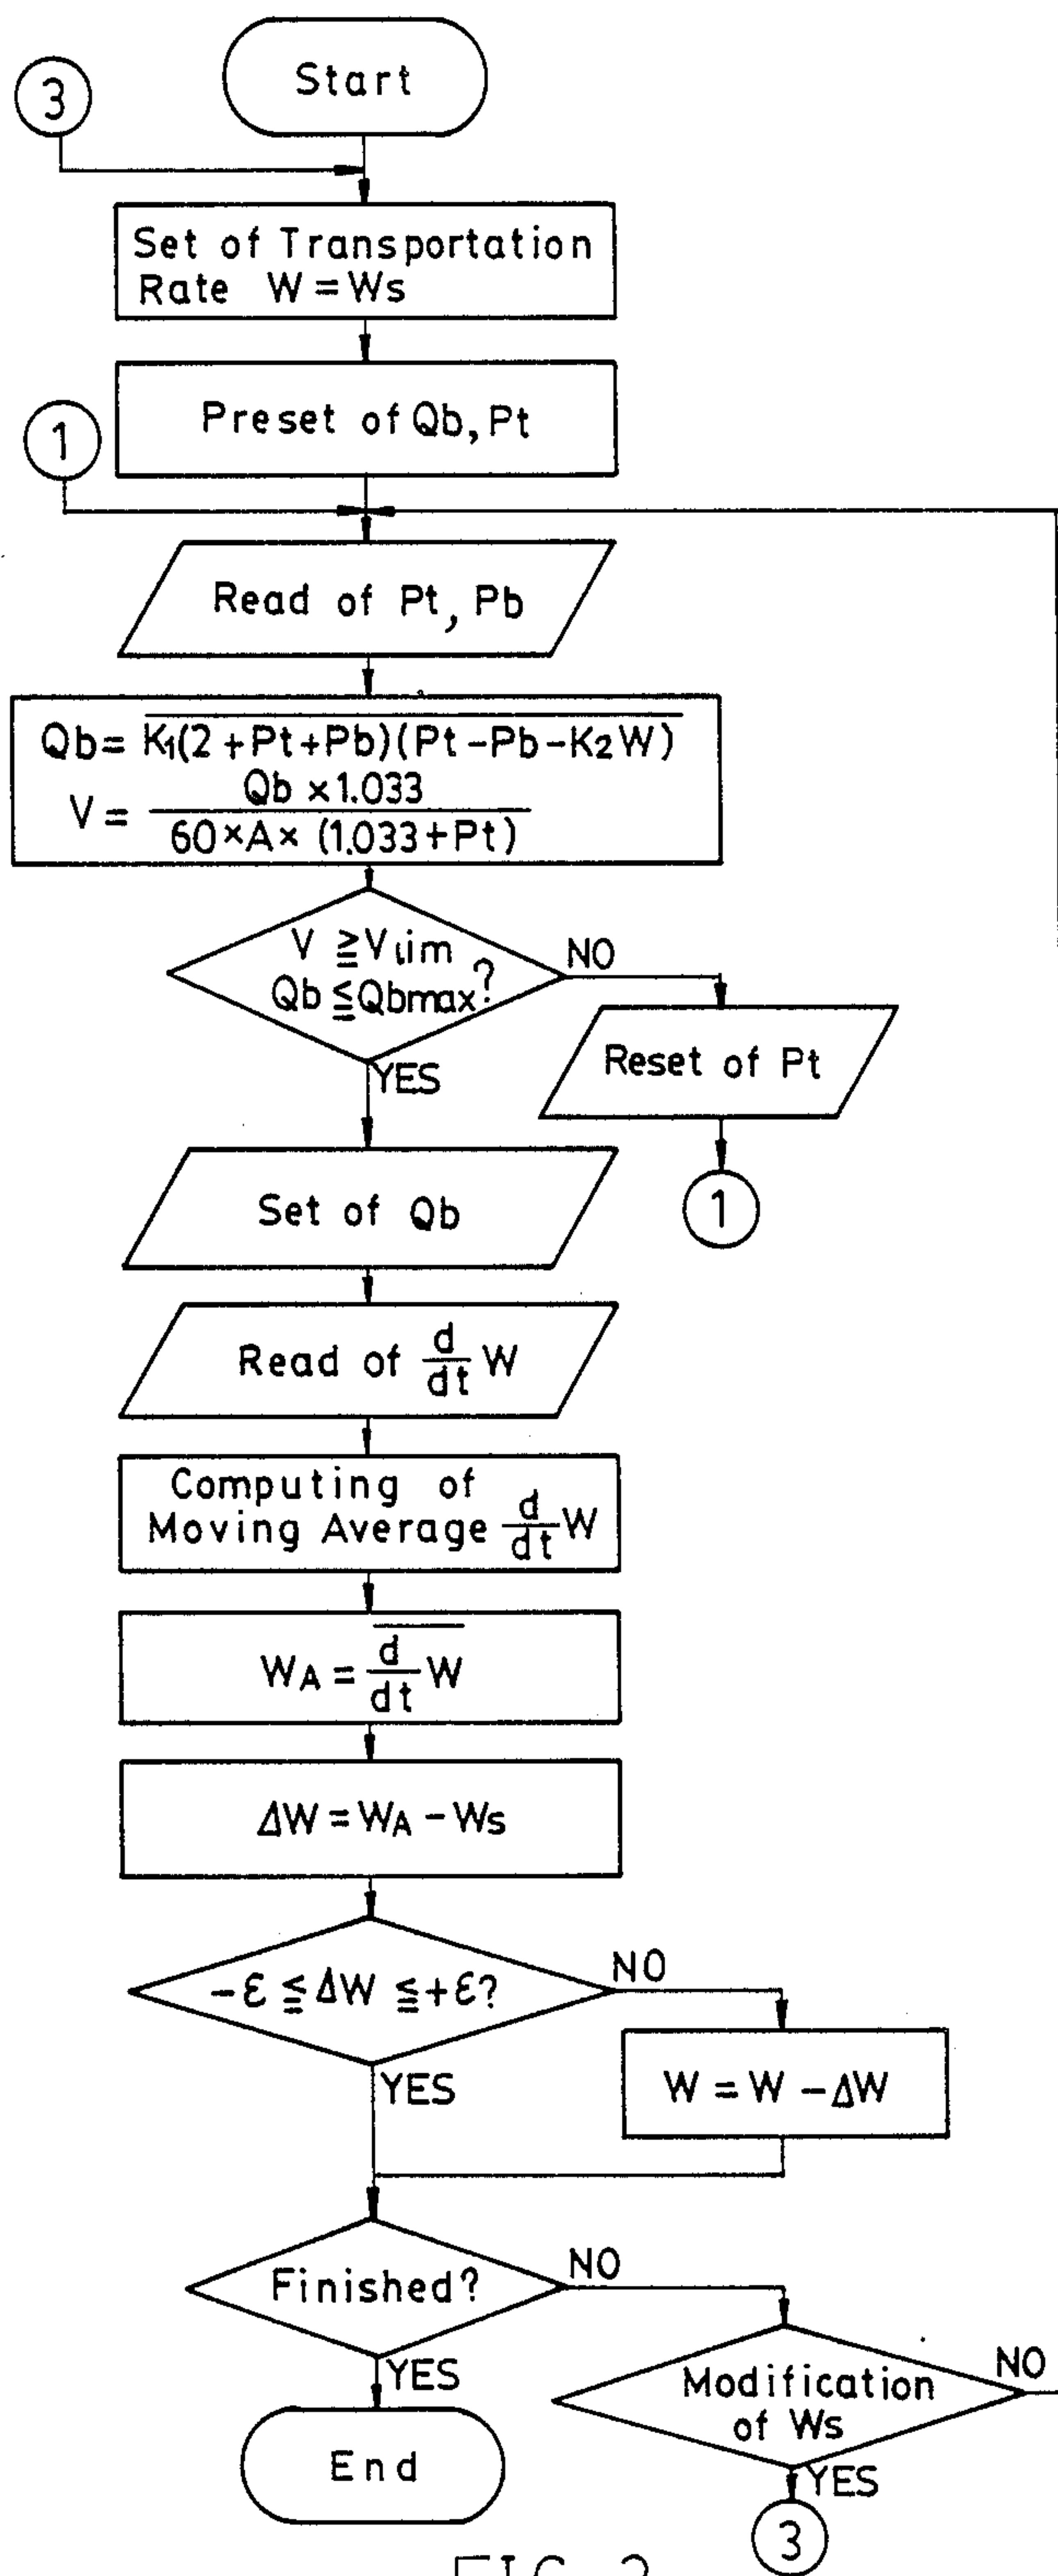 Start
3
Set of Transportation
Rate W = Ws
Preset of Qb, Pt
1
Read of Pt, Pb
Qb = K₁(2+Pt+Pb)(Pt-Pb-K₂W)
V = Qb × 1.033 / 60 × A × (1.033+Pt)
V ≧ Vlim
Qb ≦ Qbmax?
NO
YES
Reset of Pt
1
Set of Qb
Read of d/dt W
Computing of
Moving Average d/dt W
WA = d/dt W
ΔW = WA - Ws
-ε ≦ ΔW ≦ +ε?
NO
YES
W = W - ΔW
Finished?
NO
YES
Modification
of Ws
NO
YES
End
3
FIG. 2